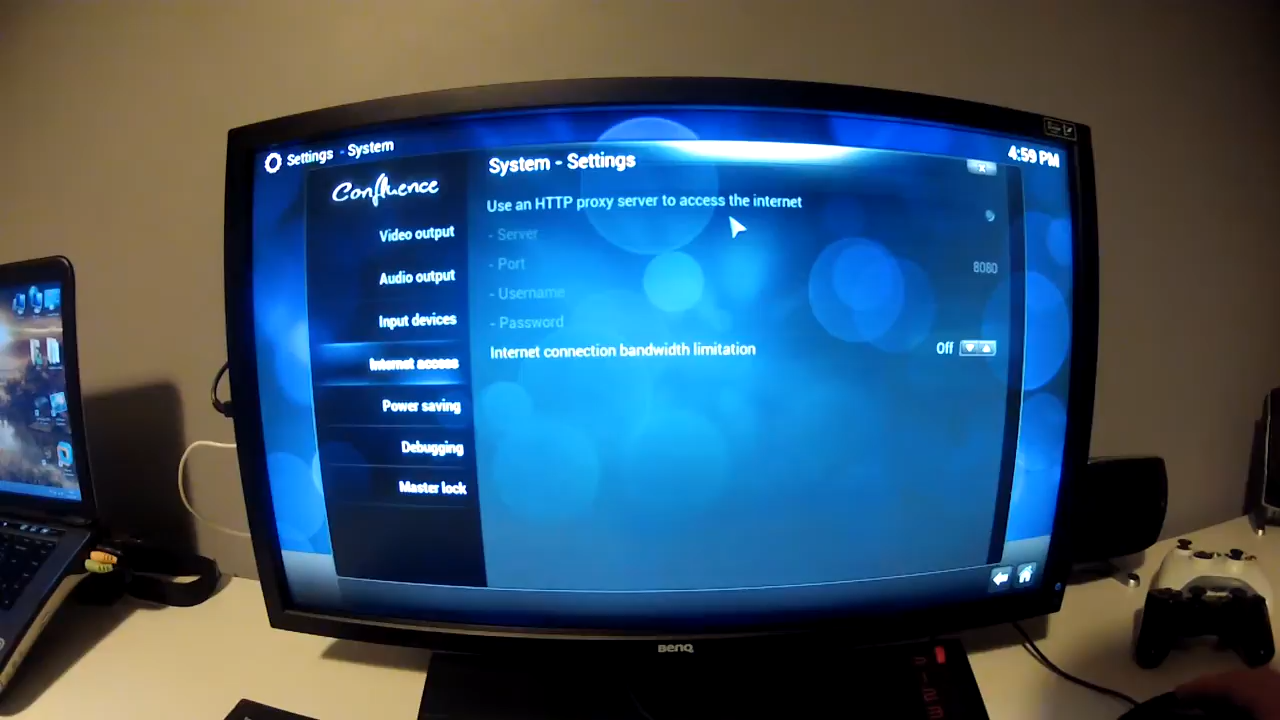 Settings - System
4:59 PM
Confluence
System - Settings
Video output
Audio output
Input devices
Internet access
Power saving
Debugging
Master lock
Use an HTTP proxy server to access the internet
- Server
- Port 8080
- Username
- Password
Internet connection bandwidth limitation Off
BenQ